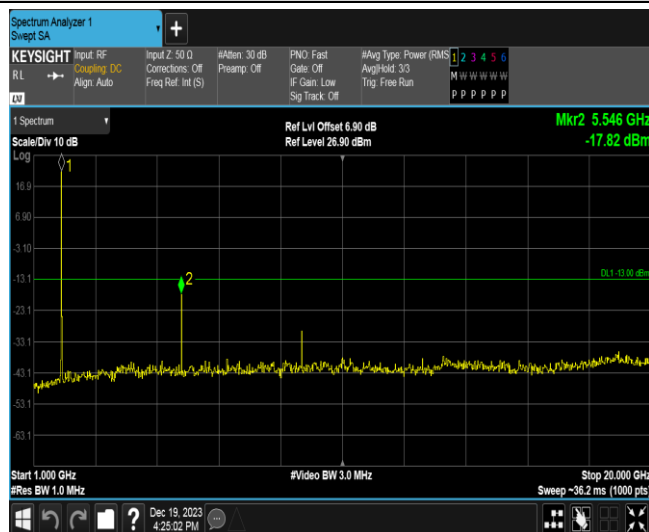 Spectrum Analyzer 1
Swept SA
+
KEYSIGHT Input: RF Input Z: 50 Ω #Atten: 30 dB PNO: Fast #Avg Type: Power (RMS 1 2 3 4 5 6
RL Coupling: DC Corrections: Off Preamp: Off Gate: Off Avg|Hold: 3/3 M W W W W W
Align: Auto Freq Ref: Int (S) IF Gain: Low Trig: Free Run
LXI Sig Track: Off P P P P P P
1 Spectrum Ref Lvl Offset 6.90 dB Mkr2 5.546 GHz
Scale/Div 10 dB Ref Level 26.90 dBm -17.82 dBm
Log
1
16.9
6.90
-3.10
-13.1 2 DL1 -13.00 dBm
-23.1
-33.1
-43.1
-53.1
-63.1
Start 1.000 GHz #Video BW 3.0 MHz Stop 20.000 GHz
#Res BW 1.0 MHz Sweep ~36.2 ms (1000 pts)
? Dec 19, 2023
4:25:02 PM